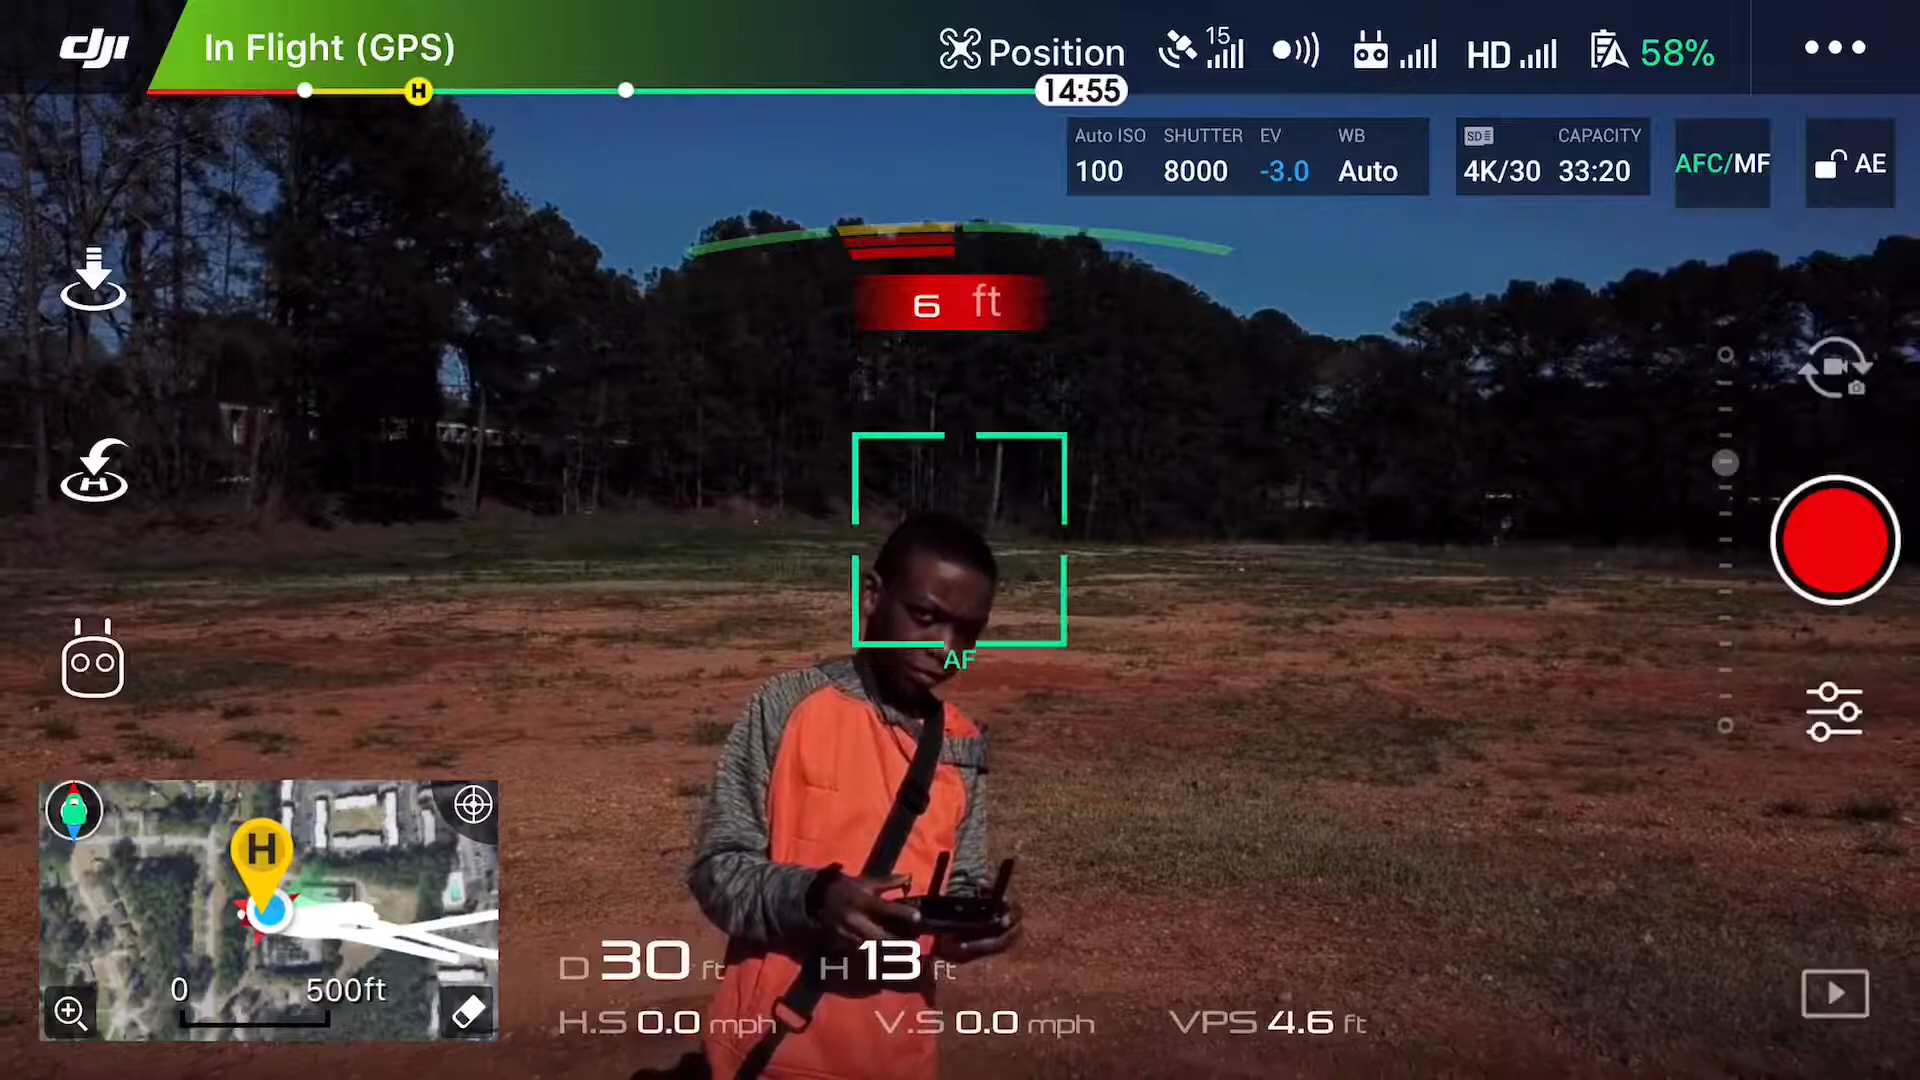 dji In Flight (GPS) Position 15 HD 58%
H 14:55
Auto ISO SHUTTER EV WB SD CAPACITY
100 8000 -3.0 Auto 4K/30 33:20 AFC/MF AE
6 ft
H
AF
H
0 500ft
D 30 ft H 13 ft
H.S 0.0 mph V.S 0.0 mph VPS 4.6 ft